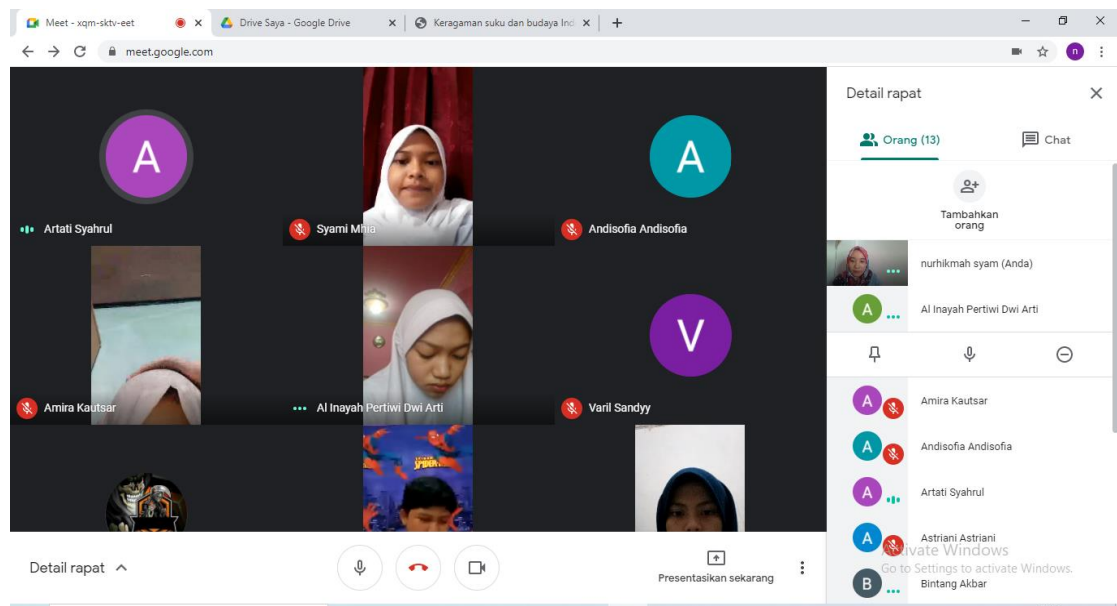 Meet - xqm-sktv-eet
Drive Saya - Google Drive
Keragaman suku dan budaya Ind
meet.google.com
n
A
Artati Syahrul
Syami Mhia
A
Andisofia Andisofia
Amira Kautsar
Al Inayah Pertiwi Dwi Arti
V
Varil Sandyy
Detail rapat
Presentasikan sekarang
Detail rapat
Orang (13)
Chat
Tambahkan
orang
nurhikmah syam (Anda)
A
Al Inayah Pertiwi Dwi Arti
A
Amira Kautsar
A
Andisofia Andisofia
A
Artati Syahrul
A
Astriani Astriani
B
Bintang Akbar
Activate Windows
Go to Settings to activate Windows.